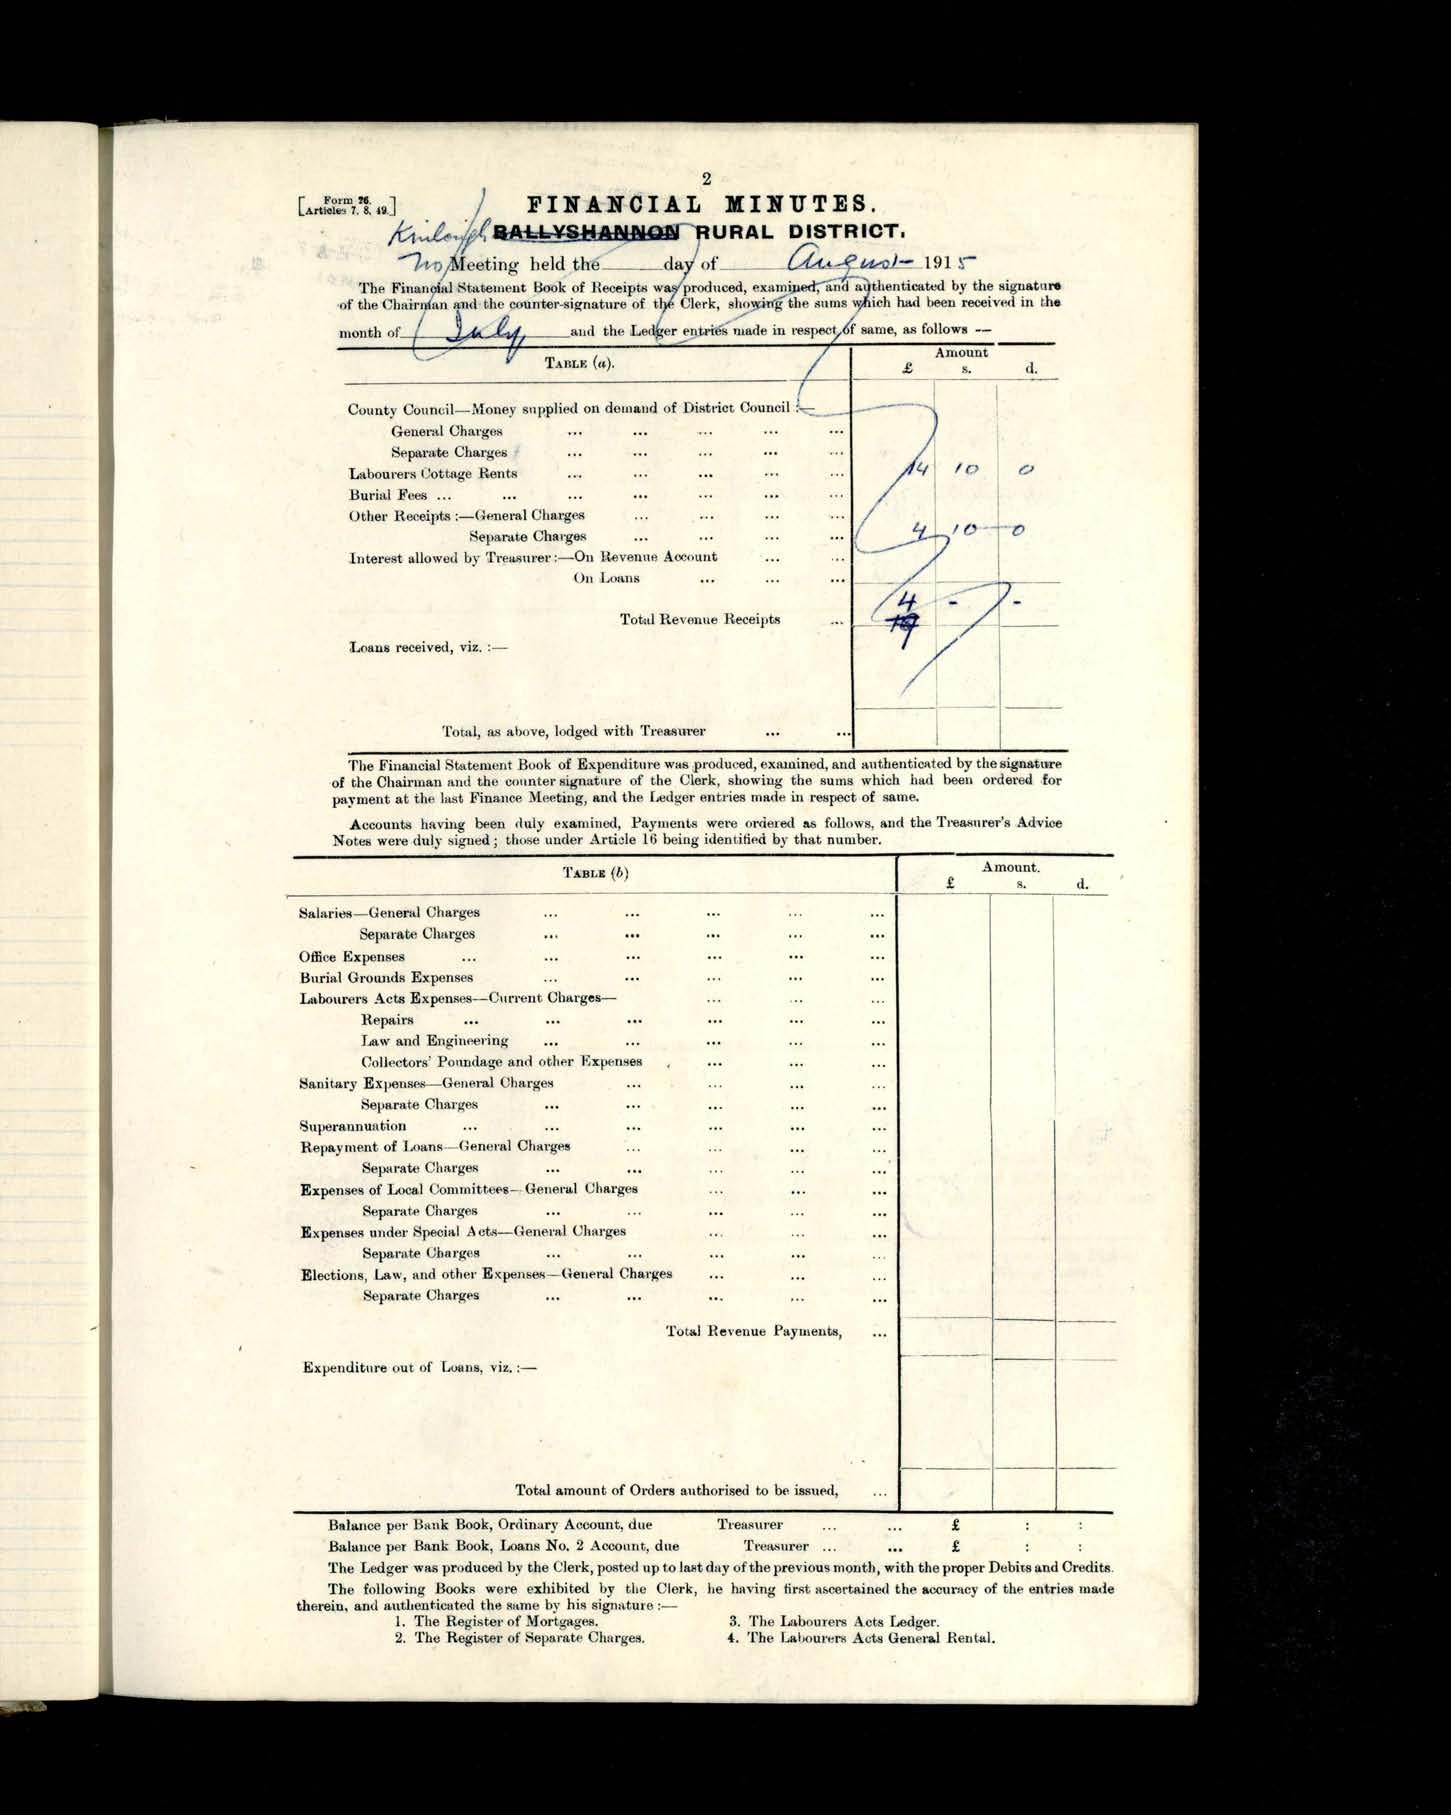 2
[Form 26.
Articles 7, 8, 49.]
FINANCIAL MINUTES.
Kinlough BALLYSHANNON RURAL DISTRICT.
No Meeting held the day of August 1915
The Financial Statement Book of Receipts was produced, examined, and authenticated by the signature
of the Chairman and the counter-signature of the Clerk, showing the sums which had been received in the
month of July and the Ledger entries made in respect of same, as follows —
TABLE (a). Amount
£ s. d.
County Council—Money supplied on demand of District Council :—
General Charges ... ... ... ... ...
Separate Charges ... ... ... ... ...
Labourers Cottage Rents ... ... ... ... ... 14 10 0
Burial Fees ... ... ... ... ... ...
Other Receipts :—General Charges ... ... ... ...
Separate Charges ... ... ... ... 4 10 0
Interest allowed by Treasurer :—On Revenue Account ... ...
On Loans ... ... ...
4 - -
Total Revenue Receipts ... 19
Loans received, viz. :—
Total, as above, lodged with Treasurer ... ...
The Financial Statement Book of Expenditure was produced, examined, and authenticated by the signature
of the Chairman and the counter signature of the Clerk, showing the sums which had been ordered for
payment at the last Finance Meeting, and the Ledger entries made in respect of same.
Accounts having been duly examined, Payments were ordered as follows, and the Treasurer's Advice
Notes were duly signed ; those under Article 16 being identified by that number.
TABLE (b) Amount.
£ s. d.
Salaries—General Charges ... ... ... ... ...
Separate Charges ... ... ... ... ...
Office Expenses ... ... ... ... ... ...
Burial Grounds Expenses ... ... ... ... ...
Labourers Acts Expenses—Current Charges— ... ... ...
Repairs ... ... ... ... ... ...
Law and Engineering ... ... ... ... ...
Collectors' Poundage and other Expenses ... ... ...
Sanitary Expenses—General Charges ... ... ... ...
Separate Charges ... ... ... ... ...
Superannuation ... ... ... ... ... ...
Repayment of Loans—General Charges ... ... ... ...
Separate Charges ... ... ... ... ...
Expenses of Local Committees—General Charges ... ... ...
Separate Charges ... ... ... ... ...
Expenses under Special Acts—General Charges ... ... ...
Separate Charges ... ... ... ... ...
Elections, Law, and other Expenses—General Charges ... ... ...
Separate Charges ... ... ... ... ...
Total Revenue Payments, ...
Expenditure out of Loans, viz. :—
Total amount of Orders authorised to be issued, ...
Balance per Bank Book, Ordinary Account, due Treasurer ... ... £ : :
Balance per Bank Book, Loans No. 2 Account, due Treasurer ... ... £ : :
The Ledger was produced by the Clerk, posted up to last day of the previous month, with the proper Debits and Credits.
The following Books were exhibited by the Clerk, he having first ascertained the accuracy of the entries made
therein, and authenticated the same by his signature :—
1. The Register of Mortgages. 3. The Labourers Acts Ledger.
2. The Register of Separate Charges. 4. The Labourers Acts General Rental.